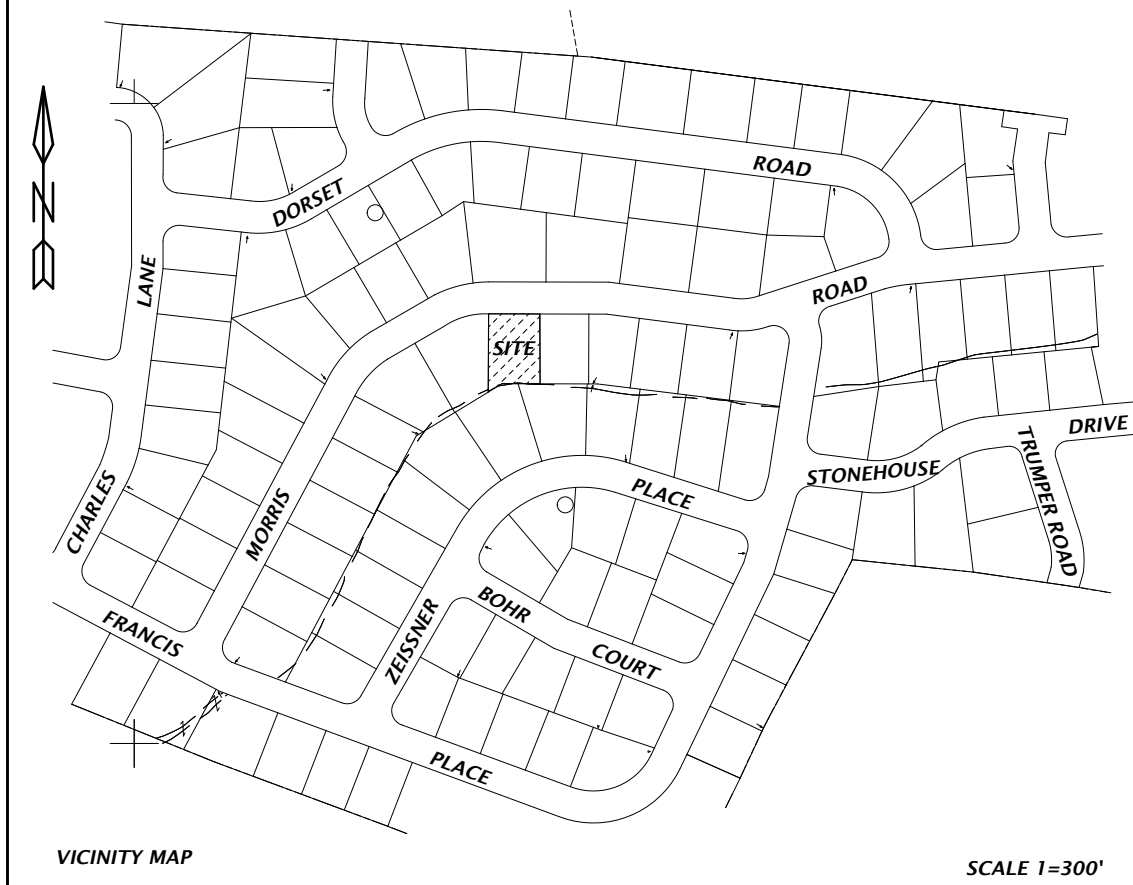 N
ROAD
DORSET
LANE
ROAD
SITE
DRIVE
TRUMPER ROAD
STONEHOUSE
PLACE
CHARLES
MORRIS
BOHR
FRANCIS
ZEISSNER
COURT
PLACE
VICINITY MAP
SCALE 1=300'